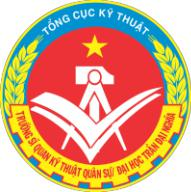 TỔNG CỤC KỸ THUẬT
TRƯỜNG SĨ QUAN KỸ THUẬT QUÂN SỰ/ ĐẠI HỌC TRẦN ĐẠI NGHĨA